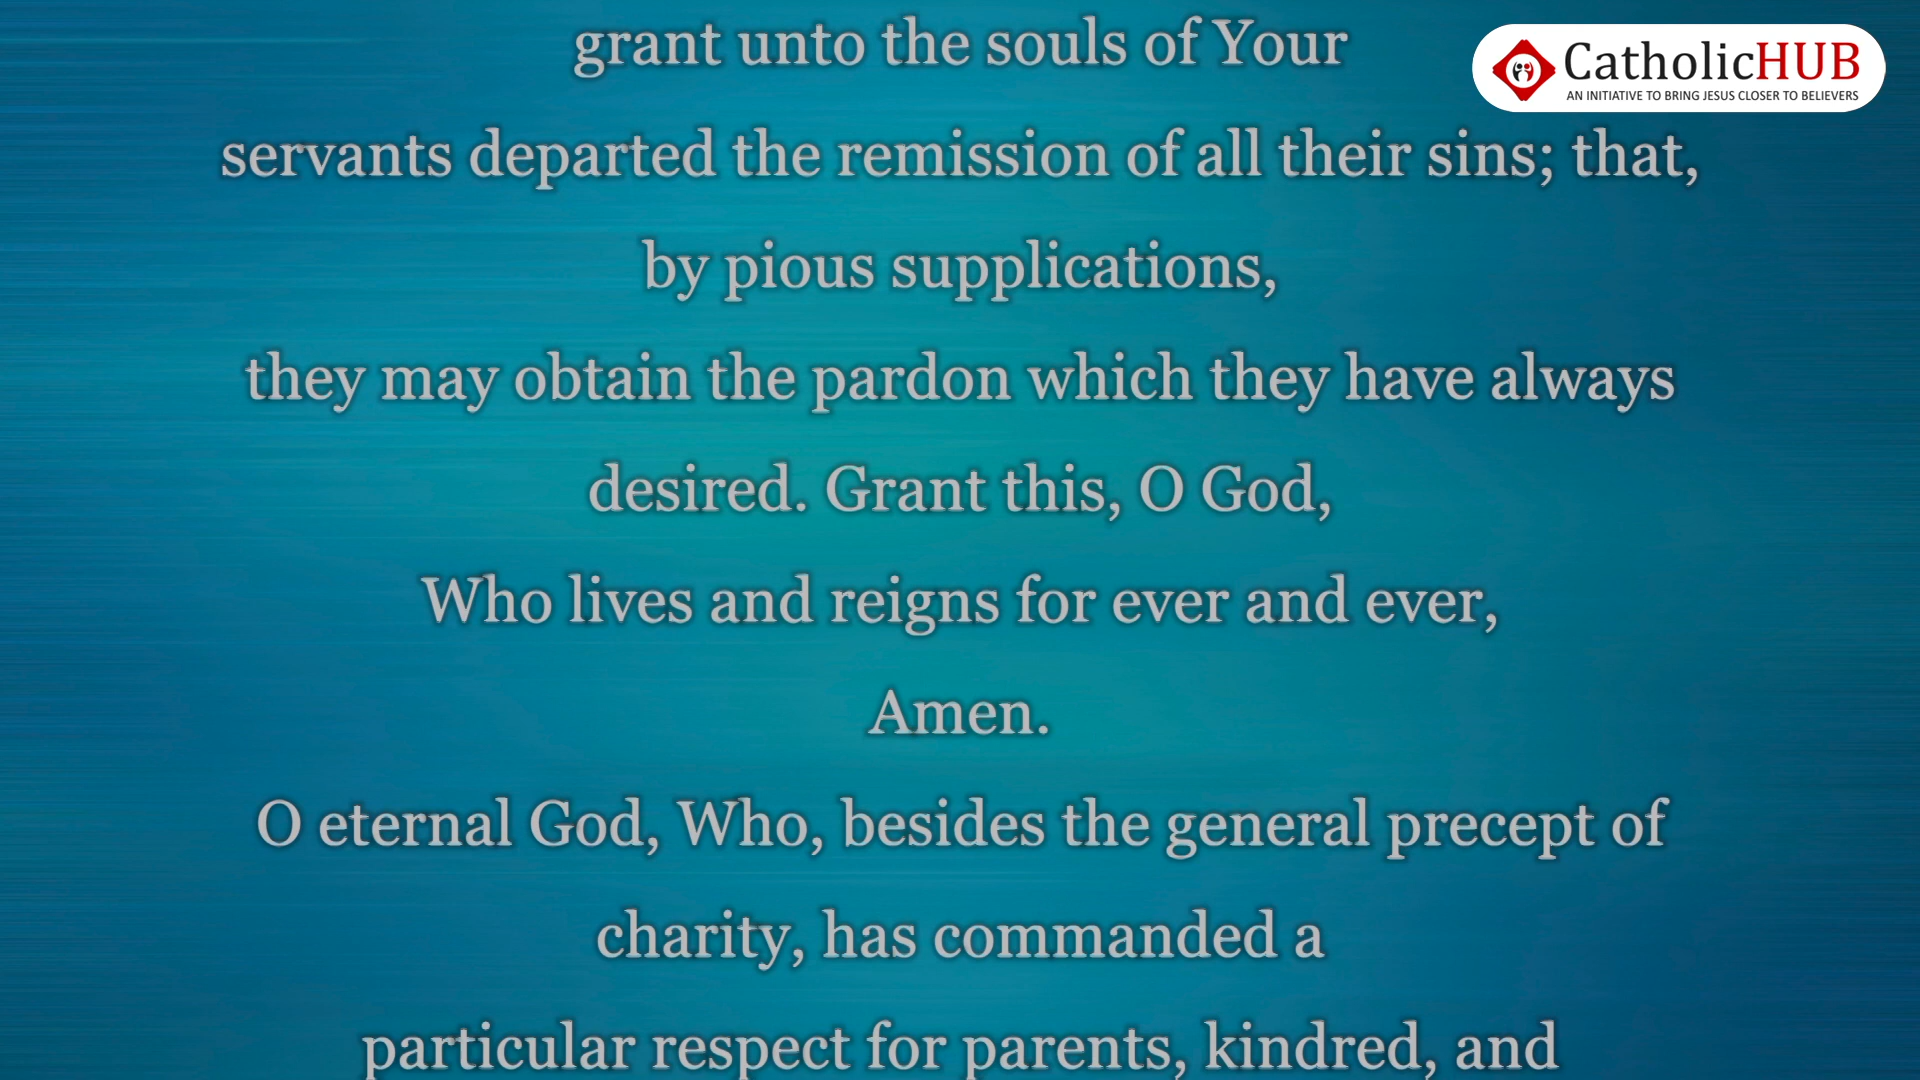 grant unto the souls of Your
CatholicHUB
AN INITIATIVE TO BRING JESUS CLOSER TO BELIEVERS
servants departed the remission of all their sins; that,
by pious supplications,
they may obtain the pardon which they have always
desired. Grant this, O God,
Who lives and reigns for ever and ever,
Amen.
O eternal God, Who, besides the general precept of
charity, has commanded a
particular respect for parents, kindred, and